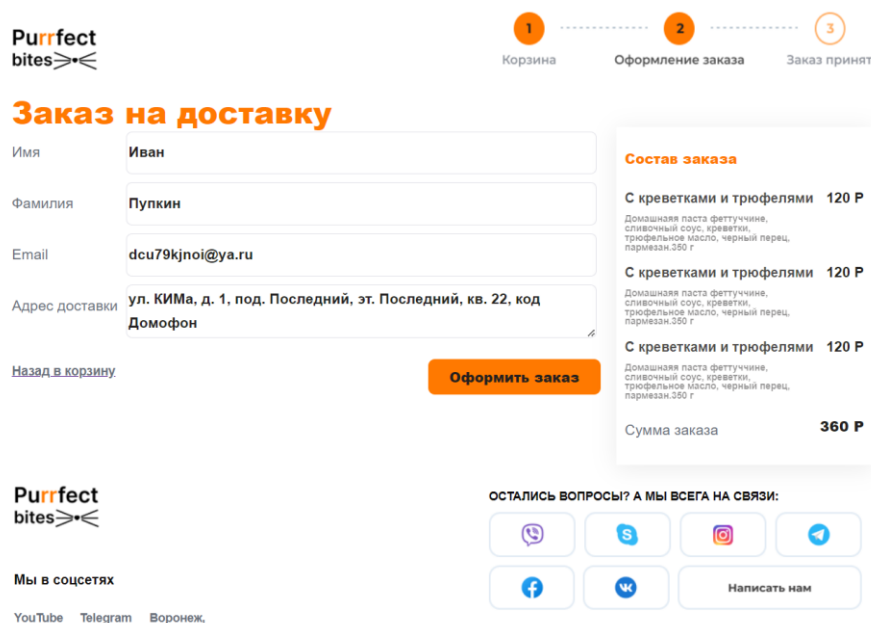 Purrfect
bites
1
2
3
Корзина
Оформление заказа
Заказ принят
Заказ на доставку
Имя
Иван
Фамилия
Пупкин
Email
dcu79kjnoi@ya.ru
Адрес доставки
ул. КИМа, д. 1, под. Последний, эт. Последний, кв. 22, код
Домофон
Назад в корзину
Оформить заказ
Состав заказа
С креветками и трюфелями 120 Р
Домашнаяя паста феттуччине,
сливочный соус, креветки,
трюфельное масло, черный перец,
пармезан.350 г
С креветками и трюфелями 120 Р
Домашнаяя паста феттуччине,
сливочный соус, креветки,
трюфельное масло, черный перец,
пармезан.350 г
С креветками и трюфелями 120 Р
Домашнаяя паста феттуччине,
сливочный соус, креветки,
трюфельное масло, черный перец,
пармезан.350 г
Сумма заказа 360 Р
Purrfect
bites
Мы в соцсетях
YouTube Telegram Воронеж,
ОСТАЛИСЬ ВОПРОСЫ? А МЫ ВСЕГА НА СВЯЗИ:
Написать нам